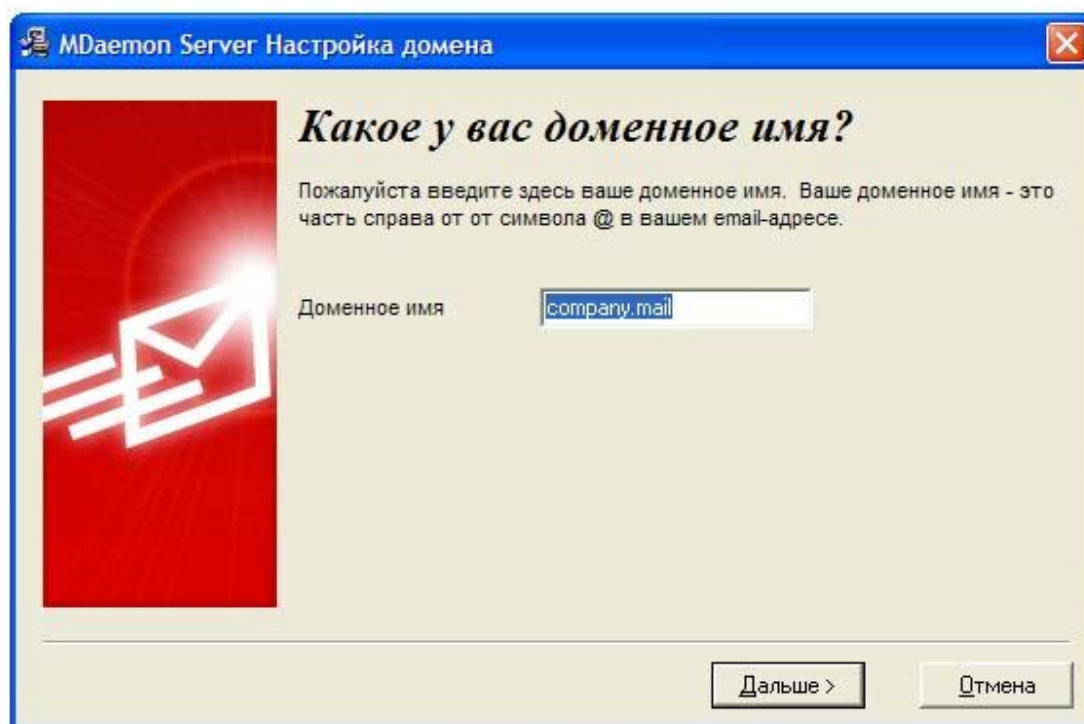 MDaemon Server Настройка домена
Какое у вас доменное имя?
Пожалуйста введите здесь ваше доменное имя. Ваше доменное имя - это
часть справа от от символа @ в вашем email-адресе.
Доменное имя company.mail
Дальше > Отмена